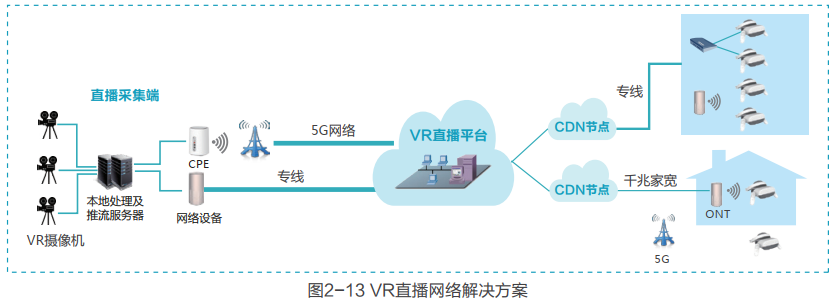 直播采集端
VR摄像机
本地处理及
推流服务器
CPE
网络设备
5G网络
专线
VR直播平台
CDN节点
专线
CDN节点
千兆家宽
ONT
5G
图2-13 VR直播网络解决方案